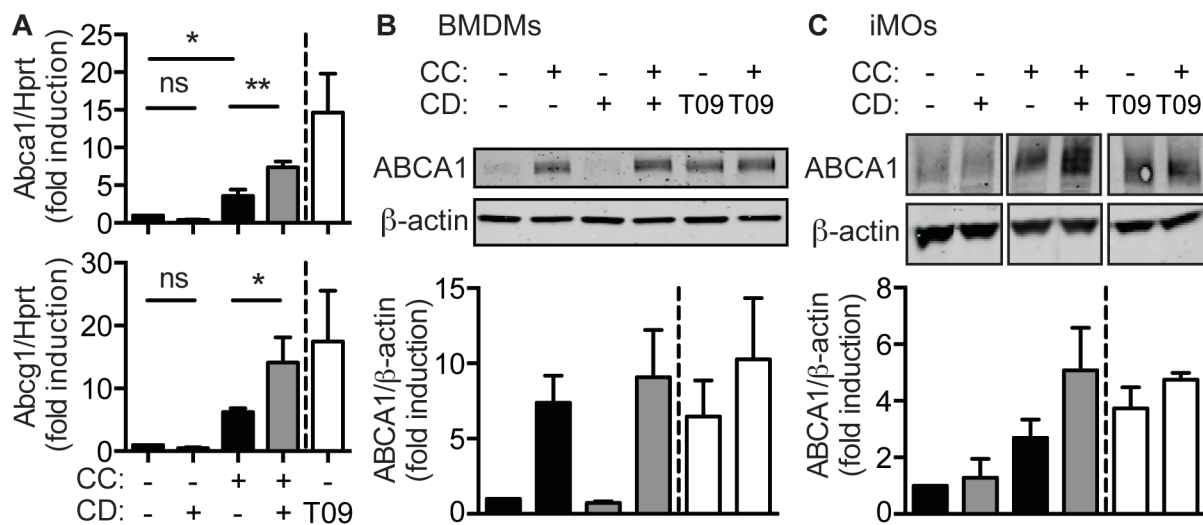 A
Abca1/Hprt
(fold induction)
25
20
15
10
5
0
*
ns
**
Abcg1/Hprt
(fold induction)
30
20
10
0
ns
*
CC: - - + + -
CD: - + - + T09
B BMDMs
CC: - + - + - +
CD: - - + + T09 T09
ABCA1
β-actin
ABCA1/β-actin
(fold induction)
15
10
5
0
C iMOs
CC: - - + + - +
CD: - + - + T09 T09
ABCA1
β-actin
ABCA1/β-actin
(fold induction)
8
6
4
2
0